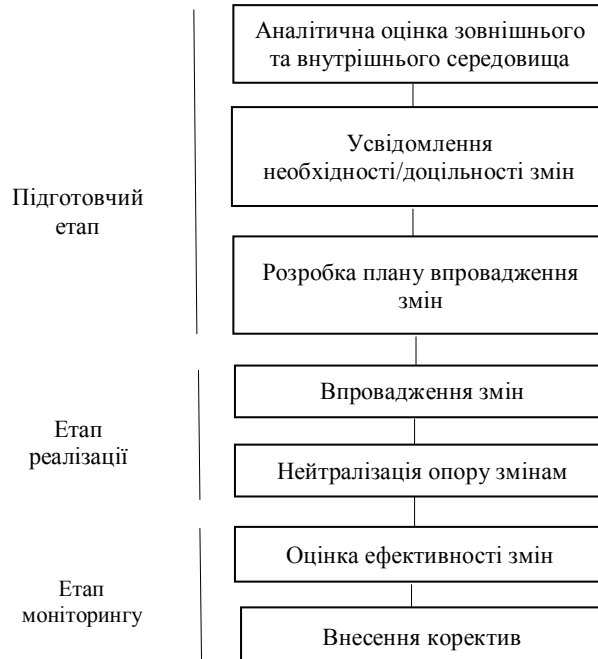 Аналітична оцінка зовнішнього
та внутрішнього середовища
Усвідомлення
необхідності/доцільності змін
Підготовчий
етап
Розробка плану впровадження
змін
Впровадження змін
Етап
реалізації
Нейтралізація опору змінам
Оцінка ефективності змін
Етап
моніторингу
Внесення коректив